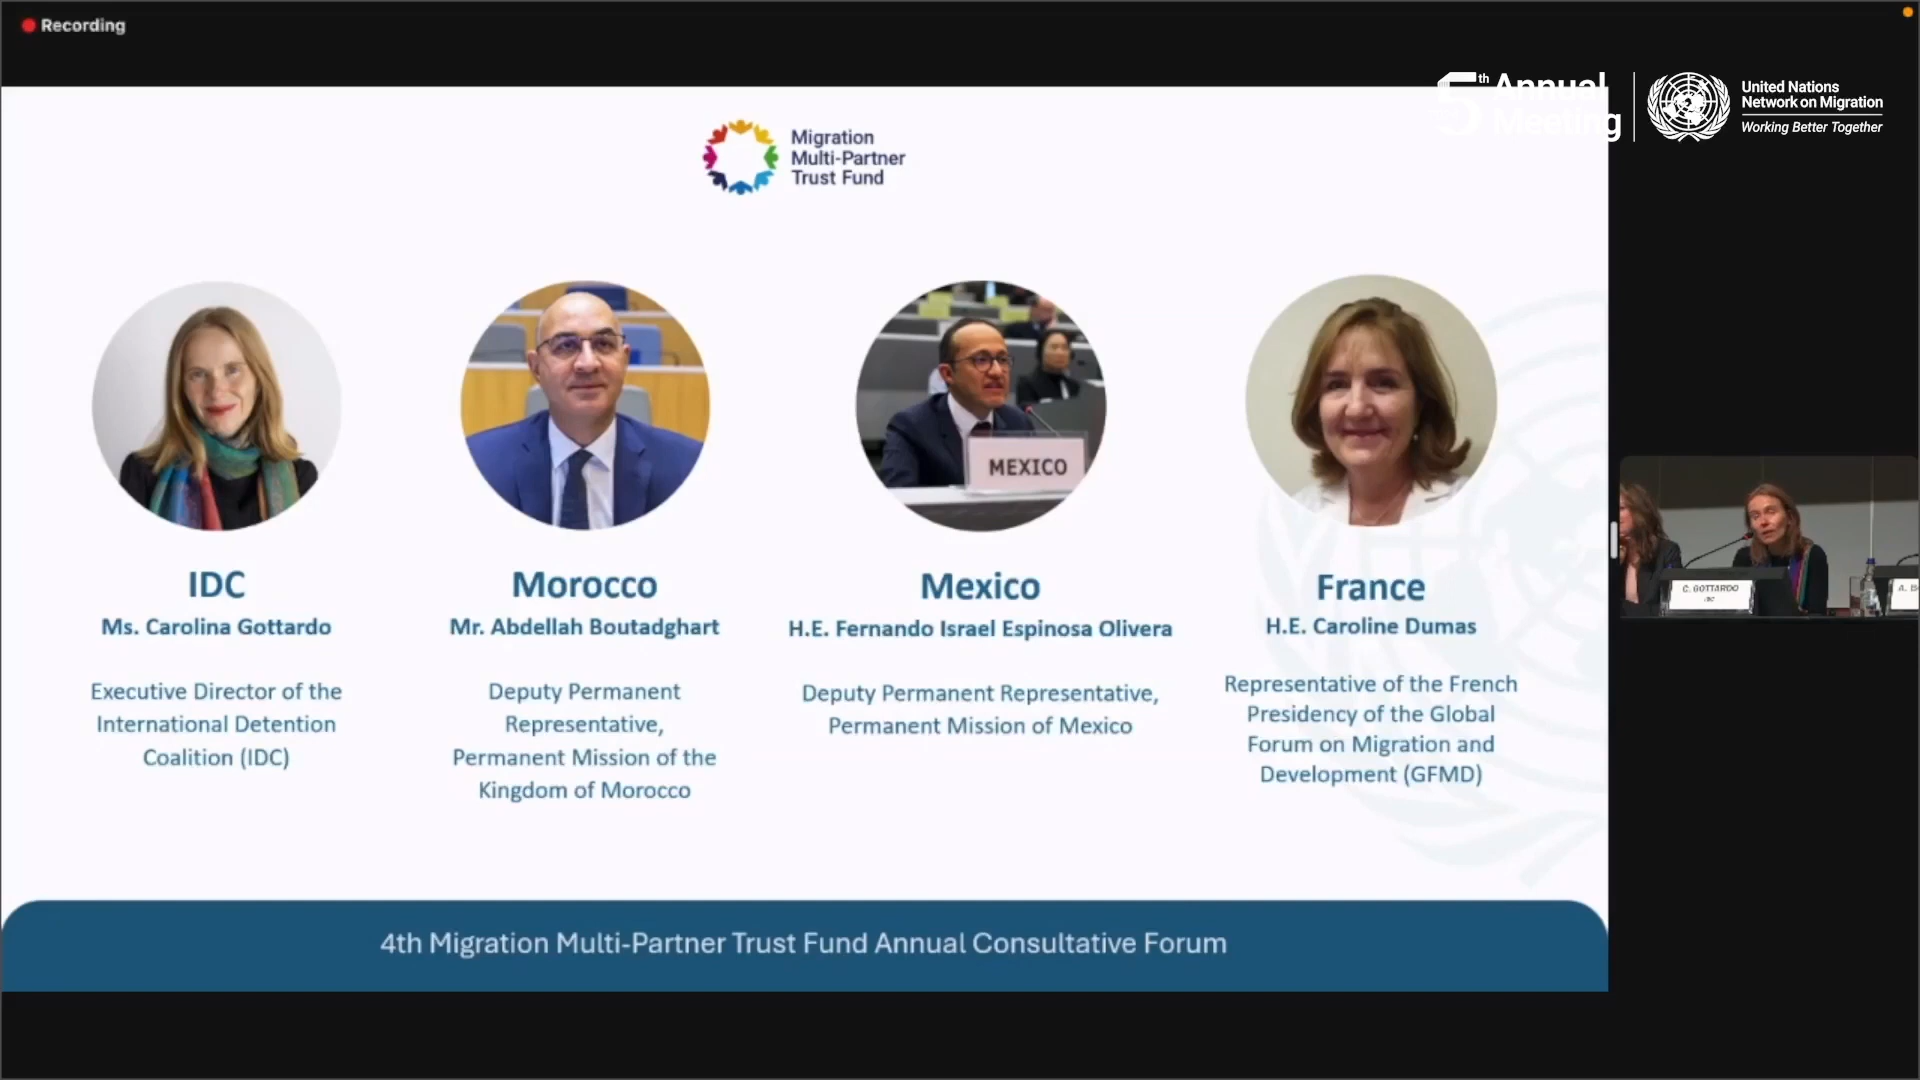 Recording
5th Annual
Meeting
United Nations
Network on Migration
Working Better Together
Migration
Multi-Partner
Trust Fund
MEXICO
IDC
Ms. Carolina Gottardo
Executive Director of the
International Detention
Coalition (IDC)
Morocco
Mr. Abdellah Boutadghart
Deputy Permanent
Representative,
Permanent Mission of the
Kingdom of Morocco
Mexico
H.E. Fernando Israel Espinosa Olivera
Deputy Permanent Representative,
Permanent Mission of Mexico
France
H.E. Caroline Dumas
Representative of the French
Presidency of the Global
Forum on Migration and
Development (GFMD)
C. GOTTARDO
IDC
4th Migration Multi-Partner Trust Fund Annual Consultative Forum